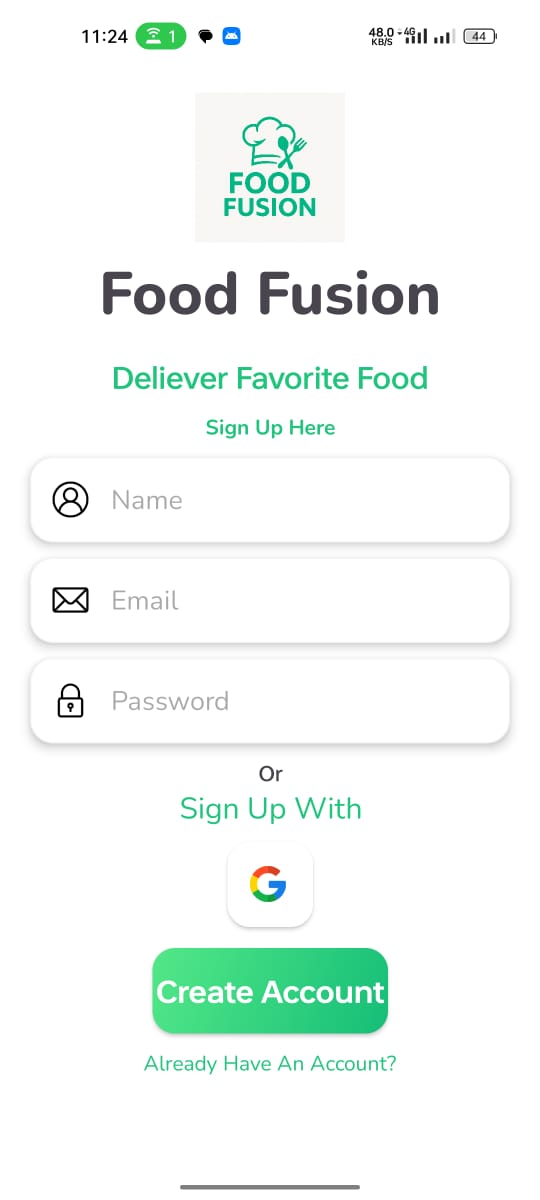 11:24 1 48.0 KB/S 4G 44
FOOD
FUSION
Food Fusion
Deliever Favorite Food
Sign Up Here
Name
Email
Password
Or
Sign Up With
Create Account
Already Have An Account?